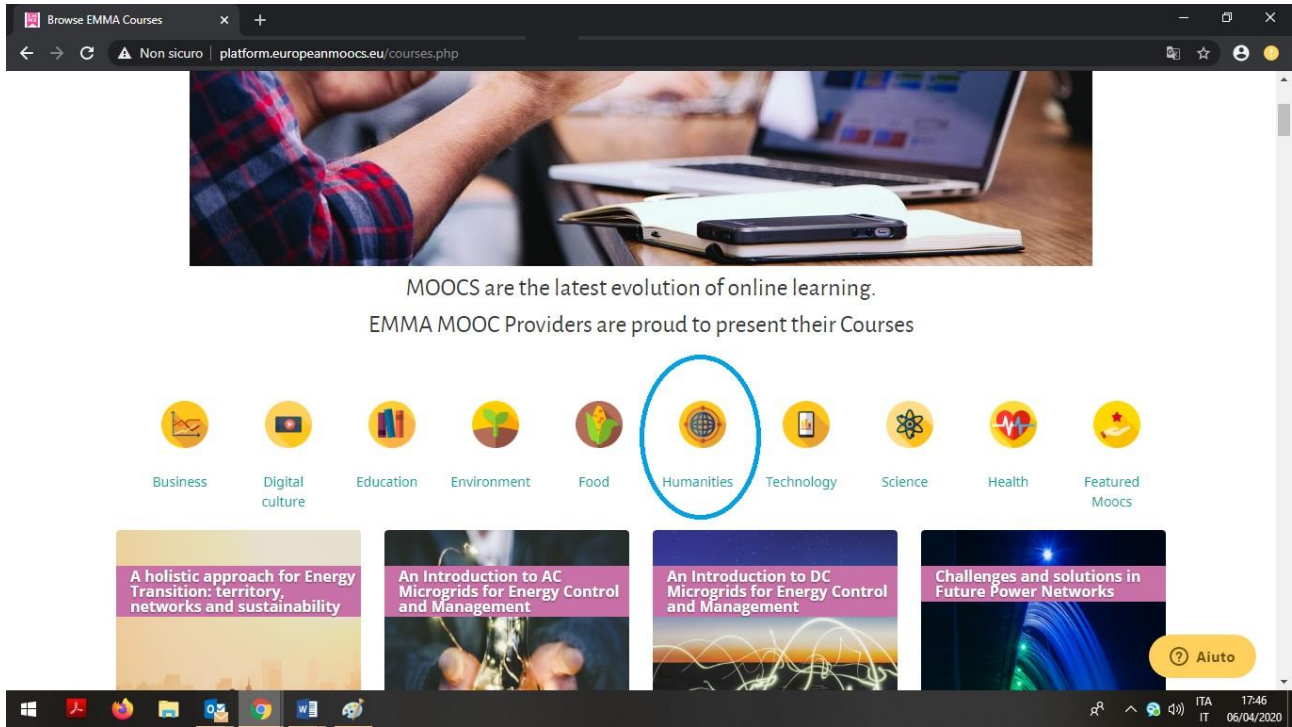 Browse EMMA Courses
Non sicuro | platform.europeanmoocs.eu/courses.php
MOOCS are the latest evolution of online learning.
EMMA MOOC Providers are proud to present their Courses
Business
Digital
culture
Education
Environment
Food
Humanities
Technology
Science
Health
Featured
Moocs
A holistic approach for Energy
Transition: territory,
networks and sustainability
An Introduction to AC
Microgrids for Energy Control
and Management
An Introduction to DC
Microgrids for Energy Control
and Management
Challenges and solutions in
Future Power Networks
Aiuto
ITA
IT
17:46
06/04/2020